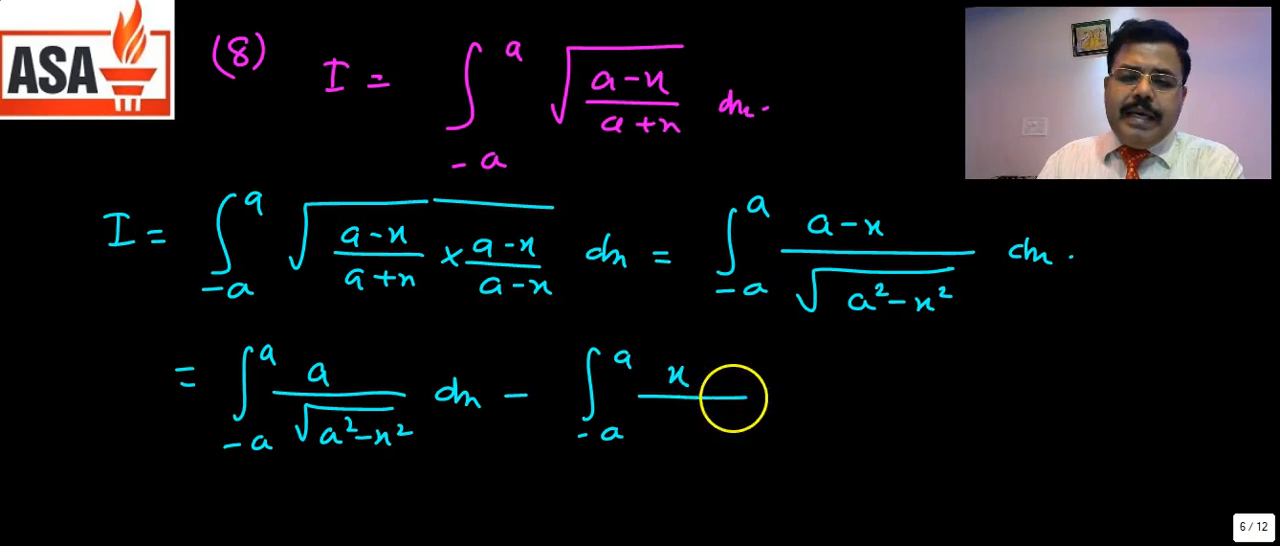 ASA
(8) I = ∫_{-a}^{a} √((a-x)/(a+x)) dx.
I = ∫_{-a}^{a} √((a-x)/(a+x) × (a-x)/(a-x)) dx = ∫_{-a}^{a} (a-x)/√(a²-x²) dx.
= ∫_{-a}^{a} a/√(a²-x²) dx - ∫_{-a}^{a} x
6 / 12